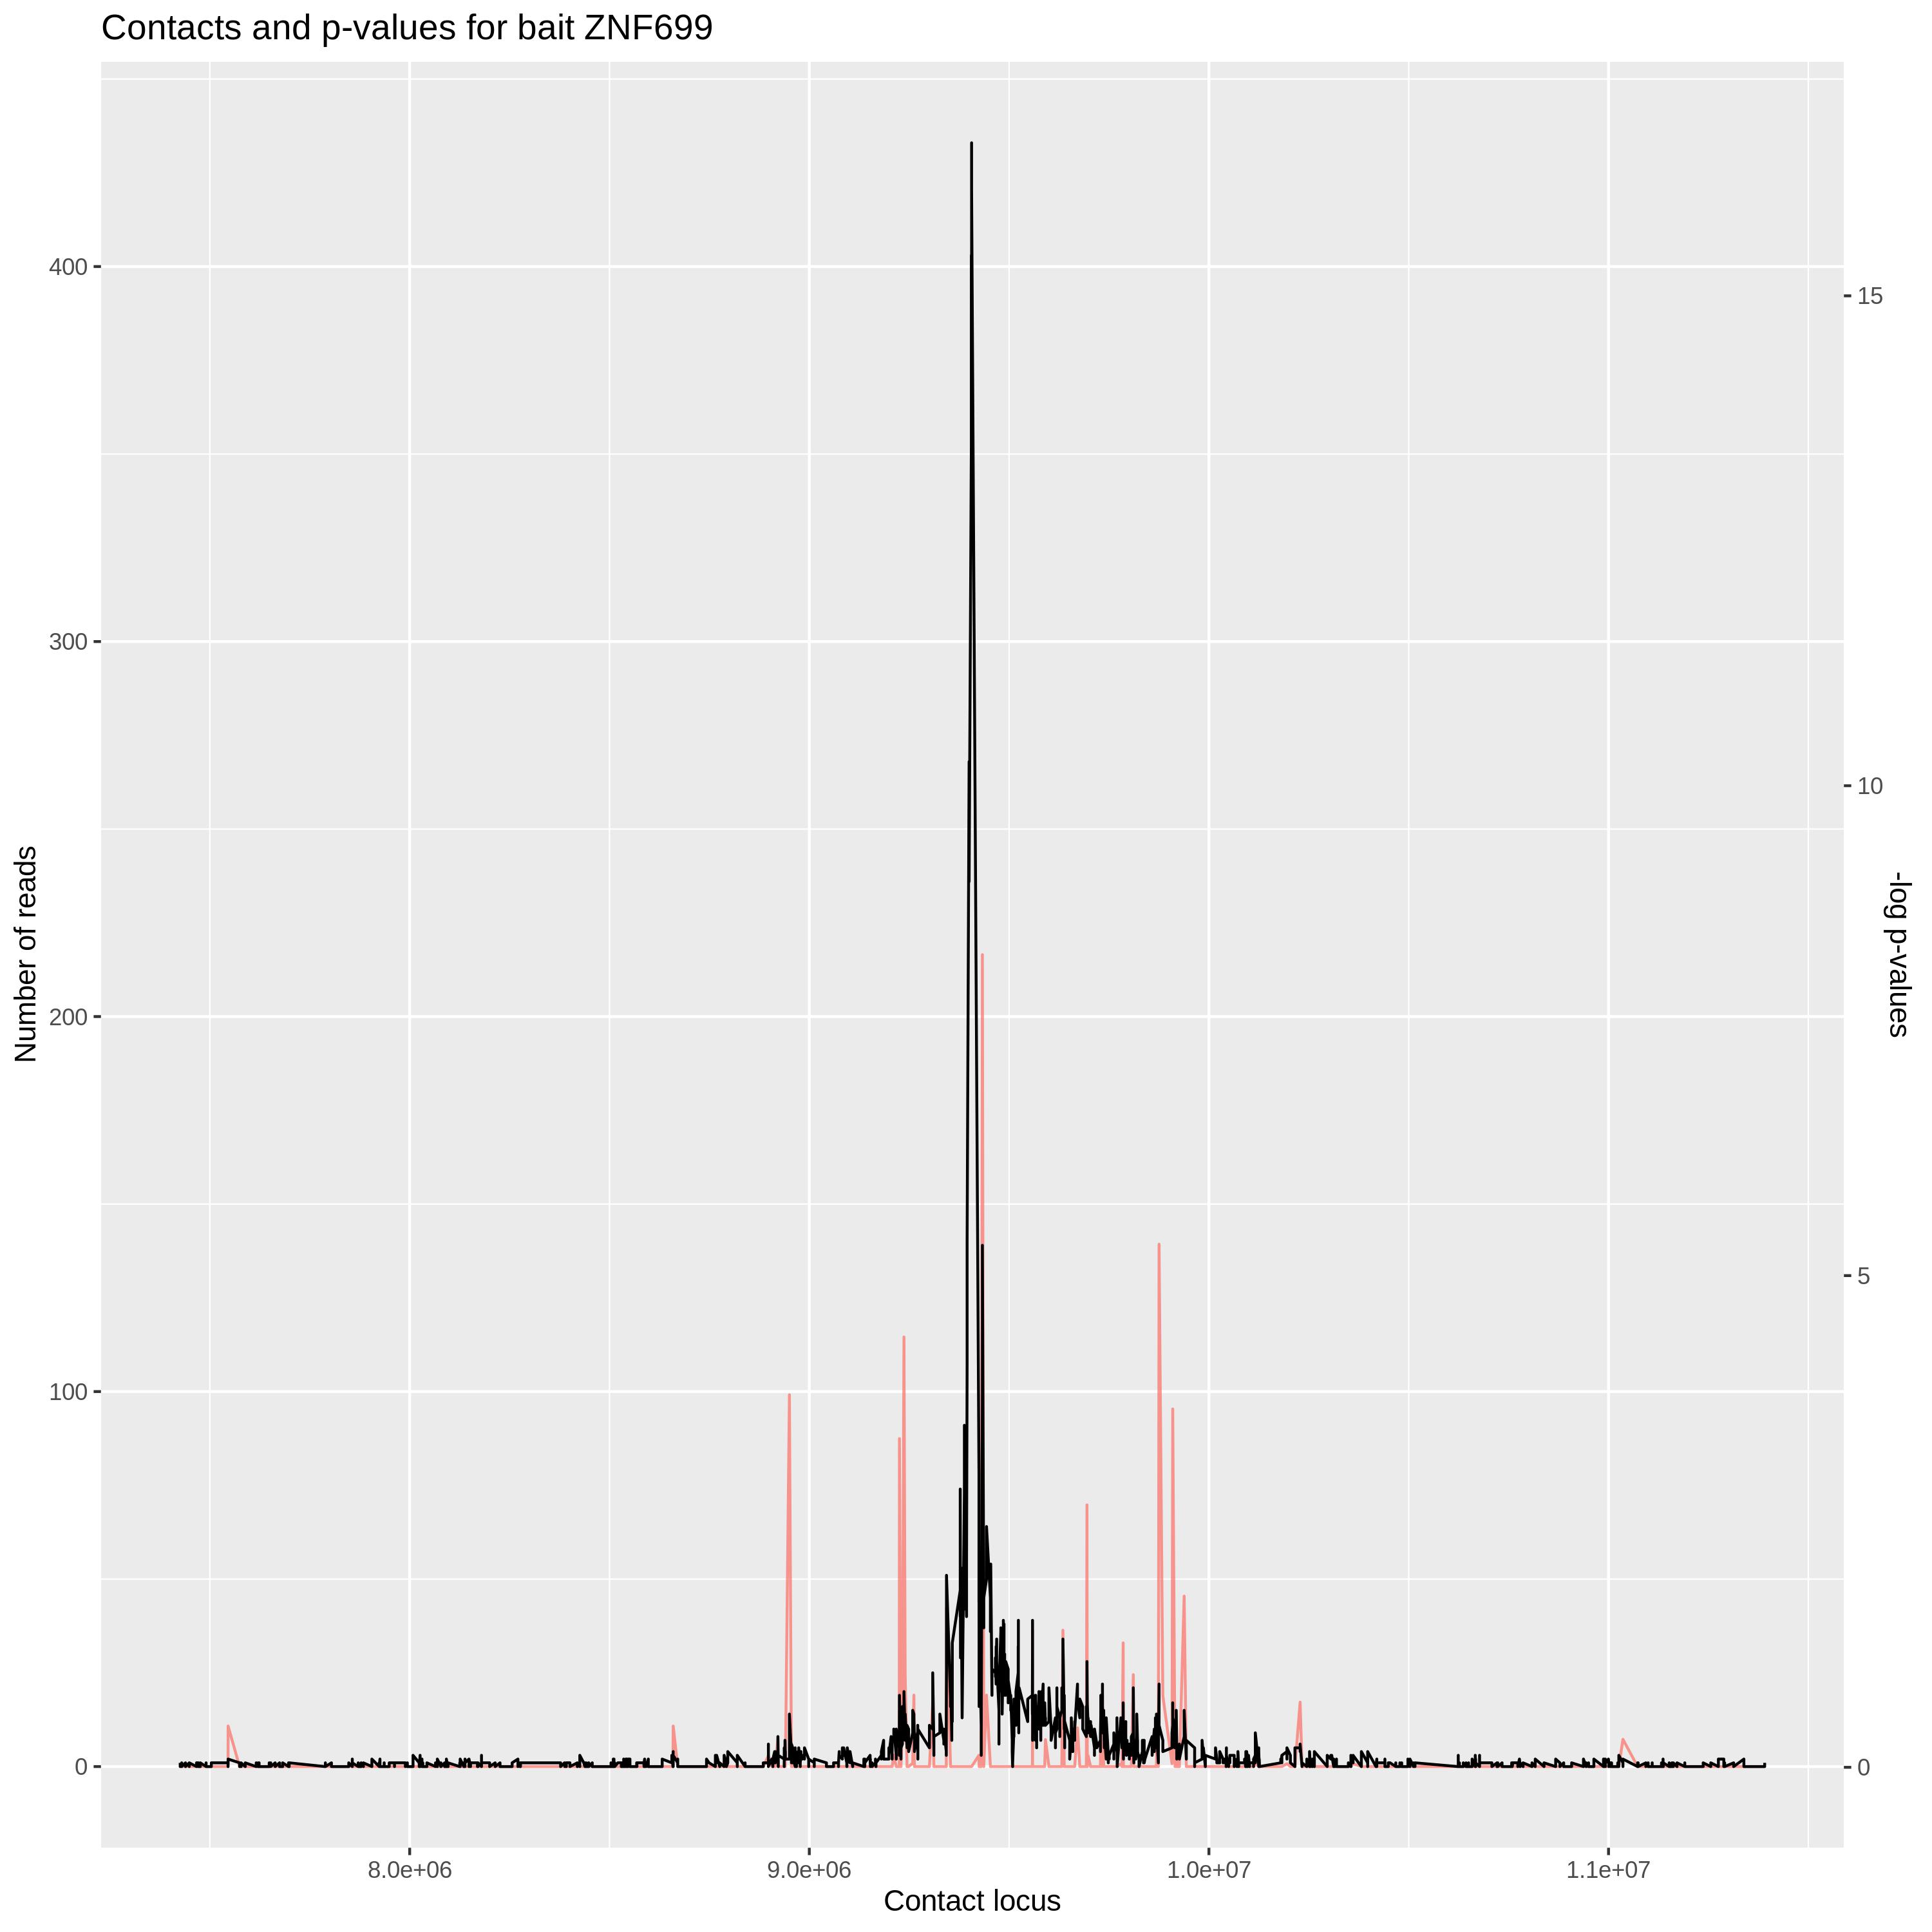 Contacts and p-values for bait ZNF699
Number of reads
400
300
200
100
0
15
10
5
0
-log p-values
8.0e+06
9.0e+06
1.0e+07
1.1e+07
Contact locus